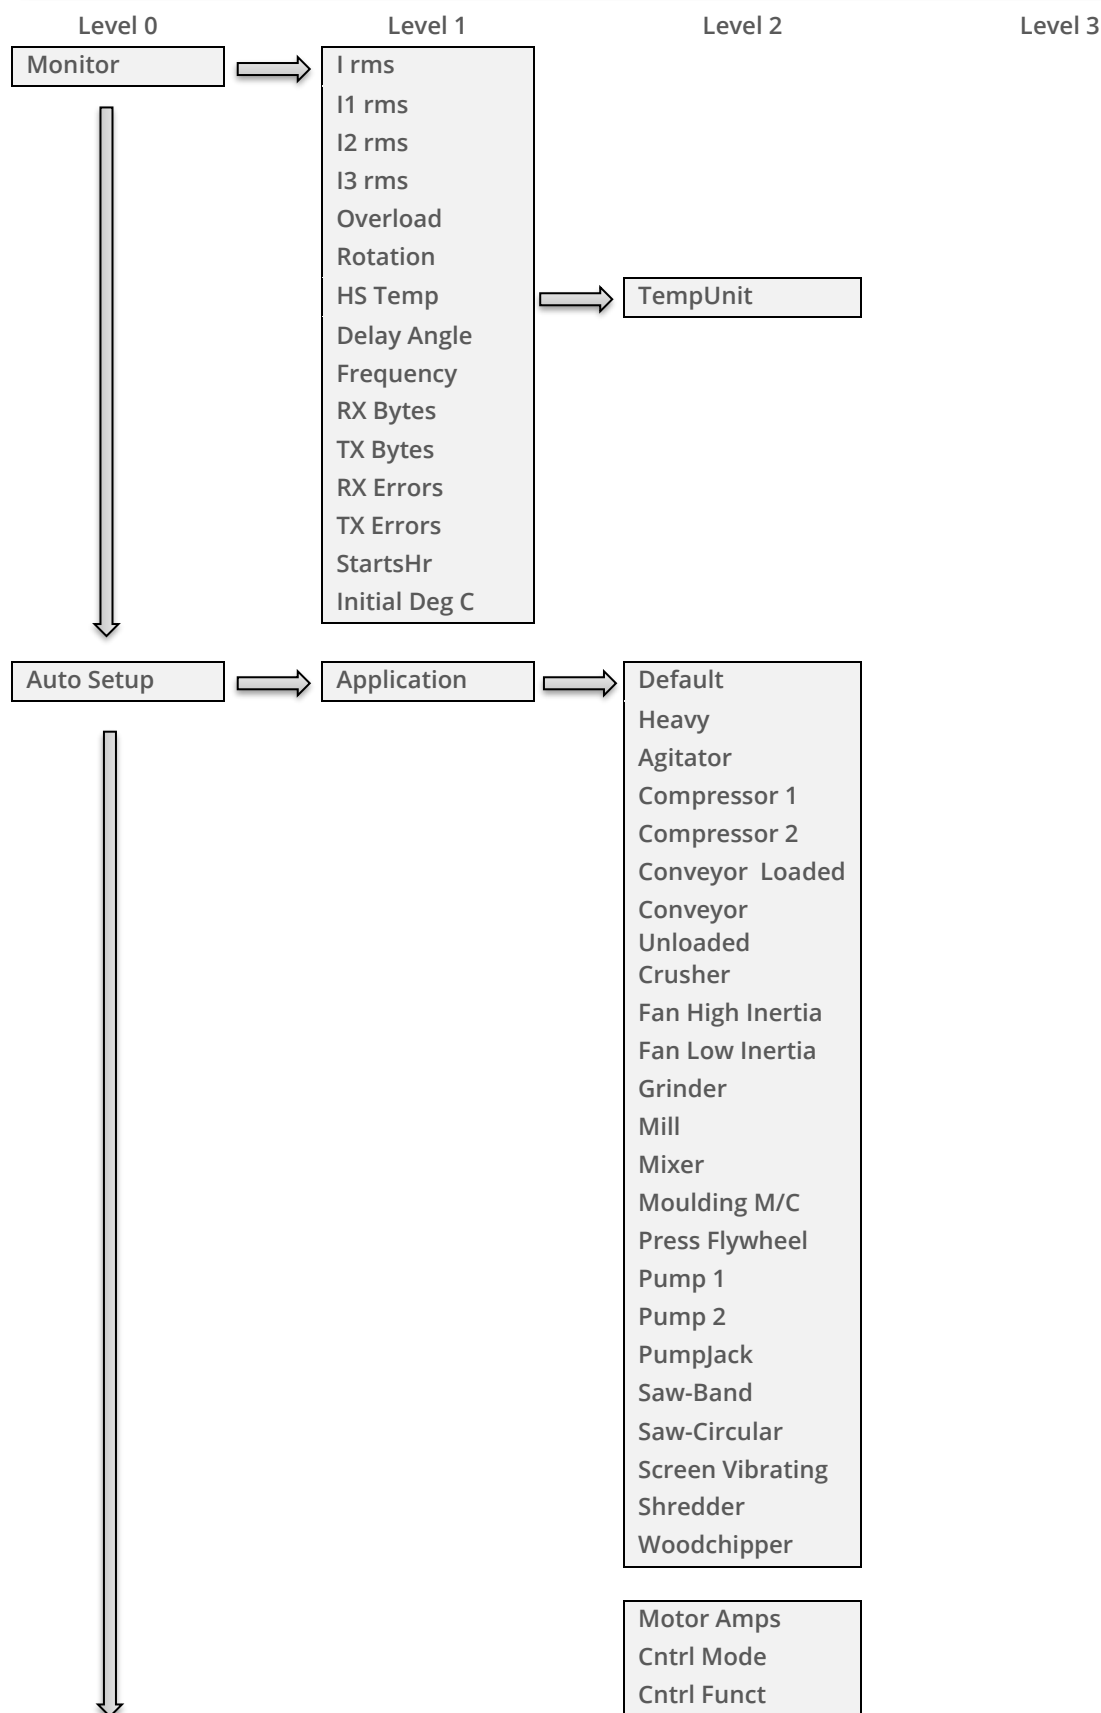 Level 0
Level 1
Level 2
Level 3
Monitor
I rms
I1 rms
I2 rms
I3 rms
Overload
Rotation
HS Temp
TempUnit
Delay Angle
Frequency
RX Bytes
TX Bytes
RX Errors
TX Errors
StartsHr
Initial Deg C
Auto Setup
Application
Default
Heavy
Agitator
Compressor 1
Compressor 2
Conveyor  Loaded
Conveyor
Unloaded
Crusher
Fan High Inertia
Fan Low Inertia
Grinder
Mill
Mixer
Moulding M/C
Press Flywheel
Pump 1
Pump 2
PumpJack
Saw-Band
Saw-Circular
Screen Vibrating
Shredder
Woodchipper
Motor Amps
Cntrl Mode
Cntrl Funct